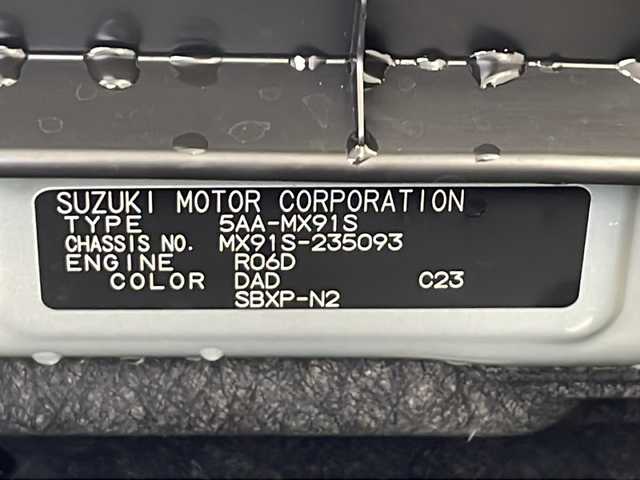 SUZUKI MOTOR CORPORATION
TYPE 5AA-MX91S
CHASSIS NO. MX91S-235093
ENGINE R06D
COLOR DAD C23
SBXP-N2